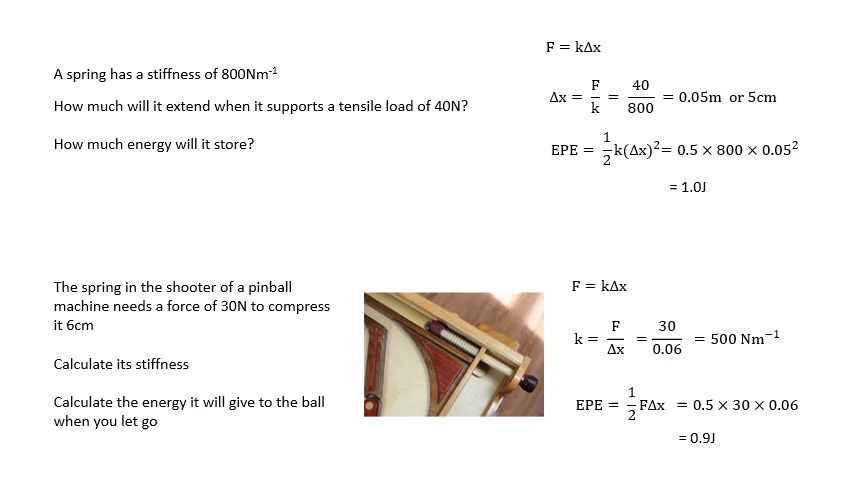 A spring has a stiffness of 800Nm⁻¹
How much will it extend when it supports a tensile load of 40N?
How much energy will it store?
F = kΔx
Δx = F/k = 40/800 = 0.05m or 5cm
EPE = 1/2 k(Δx)² = 0.5 × 800 × 0.05²
= 1.0J
The spring in the shooter of a pinball
machine needs a force of 30N to compress
it 6cm
Calculate its stiffness
Calculate the energy it will give to the ball
when you let go
F = kΔx
k = F/Δx = 30/0.06 = 500 Nm⁻¹
EPE = 1/2 FΔx = 0.5 × 30 × 0.06
= 0.9J